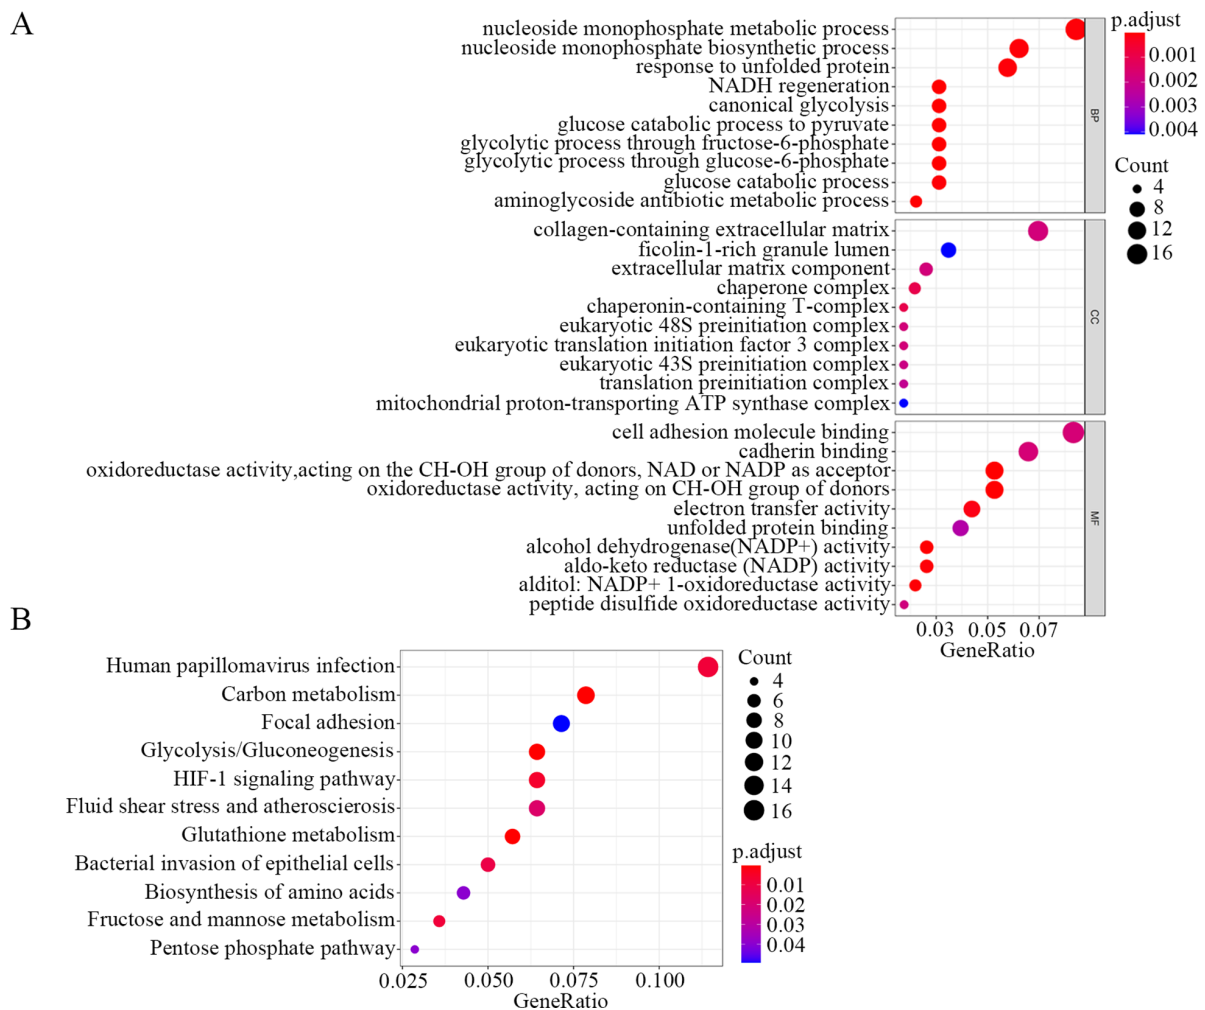 A
nucleoside monophosphate metabolic process
nucleoside monophosphate biosynthetic process
response to unfolded protein
NADH regeneration
canonical glycolysis
glucose catabolic process to pyruvate
glycolytic process through fructose-6-phosphate
glycolytic process through glucose-6-phosphate
glucose catabolic process
aminoglycoside antibiotic metabolic process
BP
collagen-containing extracellular matrix
ficolin-1-rich granule lumen
extracellular matrix component
chaperone complex
chaperonin-containing T-complex
eukaryotic 48S preinitiation complex
eukaryotic translation initiation factor 3 complex
eukaryotic 43S preinitiation complex
translation preinitiation complex
mitochondrial proton-transporting ATP synthase complex
CC
cell adhesion molecule binding
cadherin binding
oxidoreductase activity,acting on the CH-OH group of donors, NAD or NADP as acceptor
oxidoreductase activity, acting on CH-OH group of donors
electron transfer activity
unfolded protein binding
alcohol dehydrogenase(NADP+) activity
aldo-keto reductase (NADP) activity
alditol: NADP+ 1-oxidoreductase activity
peptide disulfide oxidoreductase activity
MF
0.03 0.05 0.07
GeneRatio
p.adjust
0.001
0.002
0.003
0.004
Count
4
8
12
16
B
Human papillomavirus infection
Carbon metabolism
Focal adhesion
Glycolysis/Gluconeogenesis
HIF-1 signaling pathway
Fluid shear stress and atheroscierosis
Glutathione metabolism
Bacterial invasion of epithelial cells
Biosynthesis of amino acids
Fructose and mannose metabolism
Pentose phosphate pathway
0.025 0.050 0.075 0.100
GeneRatio
Count
4
6
8
10
12
14
16
p.adjust
0.01
0.02
0.03
0.04